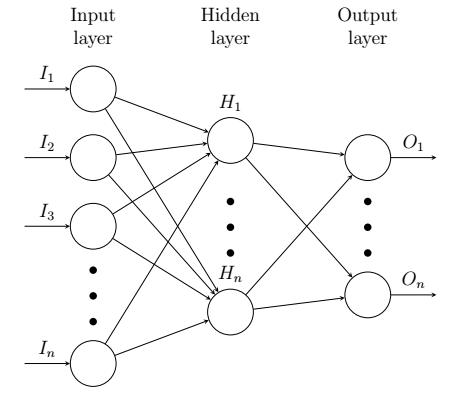 Input
layer
Hidden
layer
Output
layer
I₁
I₂
I₃
Iₙ
H₁
Hₙ
O₁
Oₙ